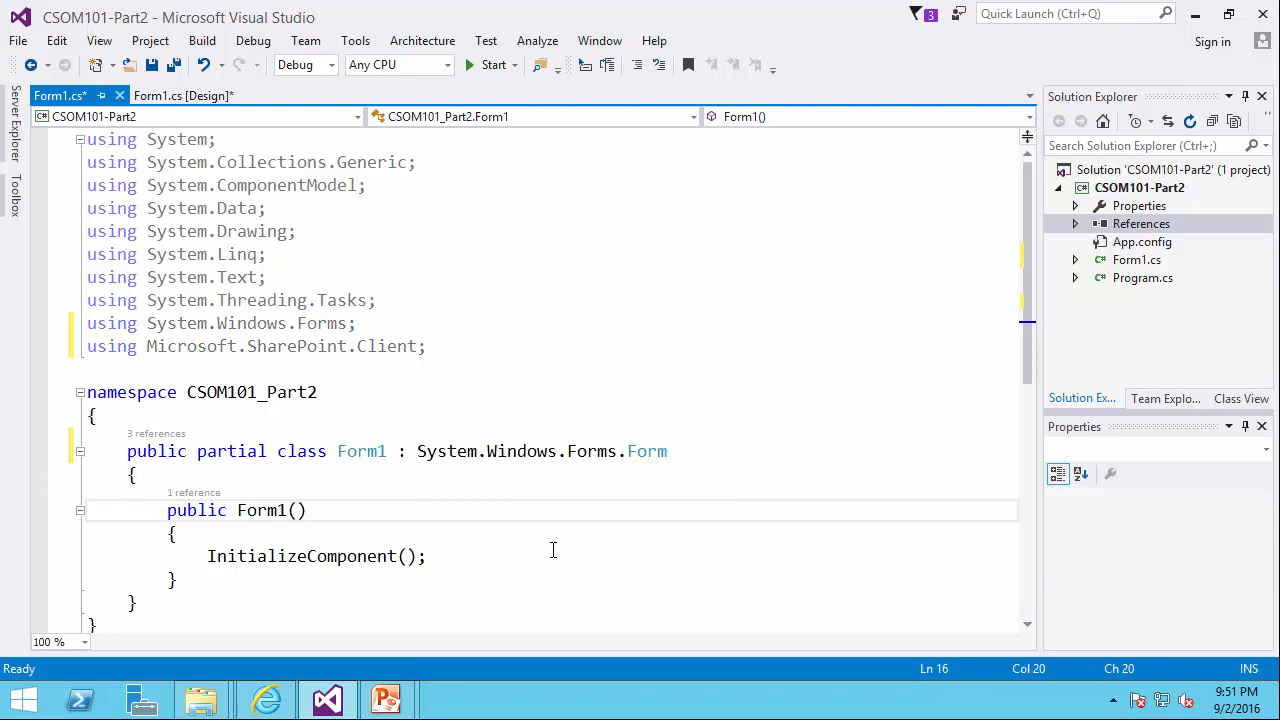 CSOM101-Part2 - Microsoft Visual Studio
3
Quick Launch (Ctrl+Q)
File Edit View Project Build Debug Team Tools Architecture Test Analyze Window Help
Sign in
Debug Any CPU Start
Server Explorer
Toolbox
Form1.cs* Form1.cs [Design]*
CSOM101-Part2 CSOM101_Part2.Form1 Form1()
using System;
using System.Collections.Generic;
using System.ComponentModel;
using System.Data;
using System.Drawing;
using System.Linq;
using System.Text;
using System.Threading.Tasks;
using System.Windows.Forms;
using Microsoft.SharePoint.Client;
namespace CSOM101_Part2
{
3 references
public partial class Form1 : System.Windows.Forms.Form
{
1 reference
public Form1()
{
InitializeComponent();
}
}
}
100 %
Solution Explorer
Search Solution Explorer (Ctrl+;)
Solution 'CSOM101-Part2' (1 project)
CSOM101-Part2
Properties
References
App.config
Form1.cs
Program.cs
Solution Ex... Team Explo... Class View
Properties
Ready Ln 16 Col 20 Ch 20 INS
9:51 PM
9/2/2016